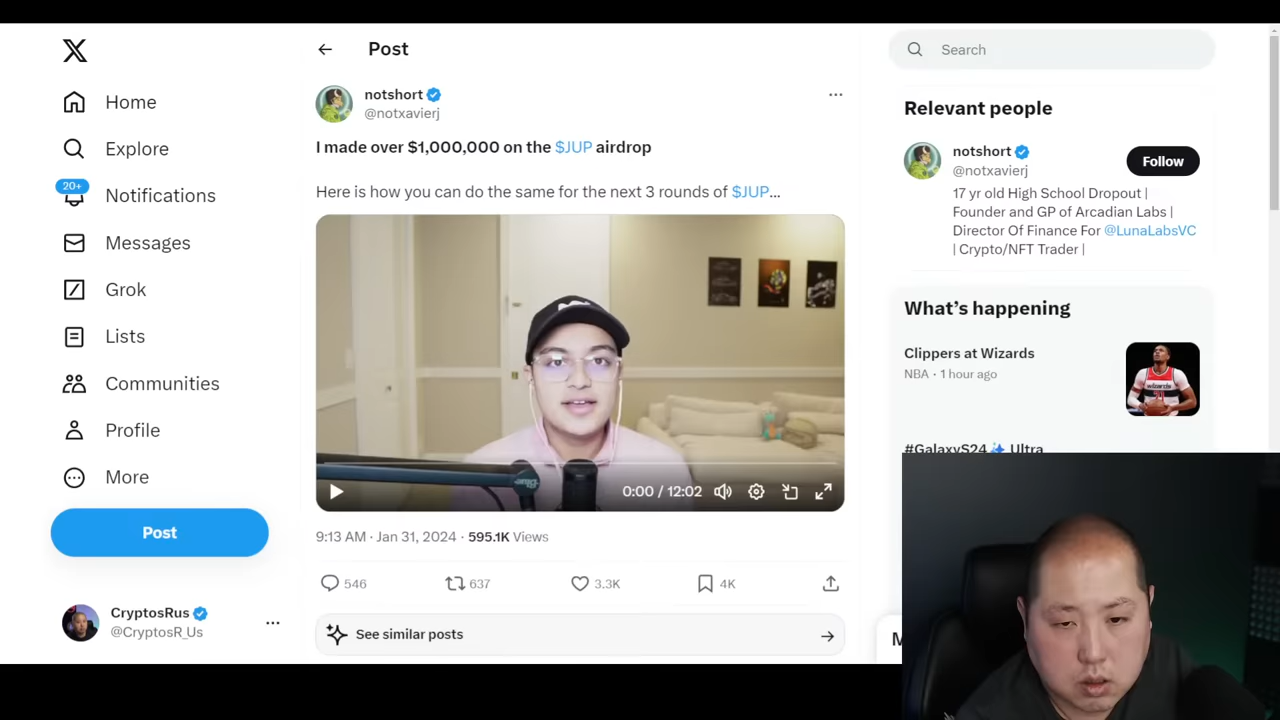 Home
Explore
20+
Notifications
Messages
Grok
Lists
Communities
Profile
More
Post
CryptosRus
@CryptosR_Us
Post
notshort
@notxavierj
I made over $1,000,000 on the $JUP airdrop
Here is how you can do the same for the next 3 rounds of $JUP...
0:00 / 12:02
9:13 AM · Jan 31, 2024 · 595.1K Views
546
637
3.3K
4K
See similar posts
Search
Relevant people
notshort
@notxavierj
Follow
17 yr old High School Dropout |
Founder and GP of Arcadian Labs |
Director Of Finance For @LunaLabsVC
| Crypto/NFT Trader |
What's happening
Clippers at Wizards
NBA · 1 hour ago
#GalaxyS24 Ultra